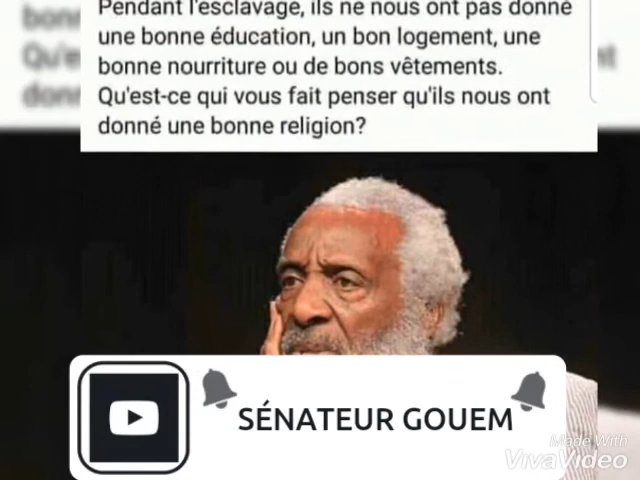 Pendant l'esclavage, ils ne nous ont pas donné
une bonne éducation, un bon logement, une
bonne nourriture ou de bons vêtements.
Qu'est-ce qui vous fait penser qu'ils nous ont
donné une bonne religion?
SÉNATEUR GOUEM
Made With
VivaVideo